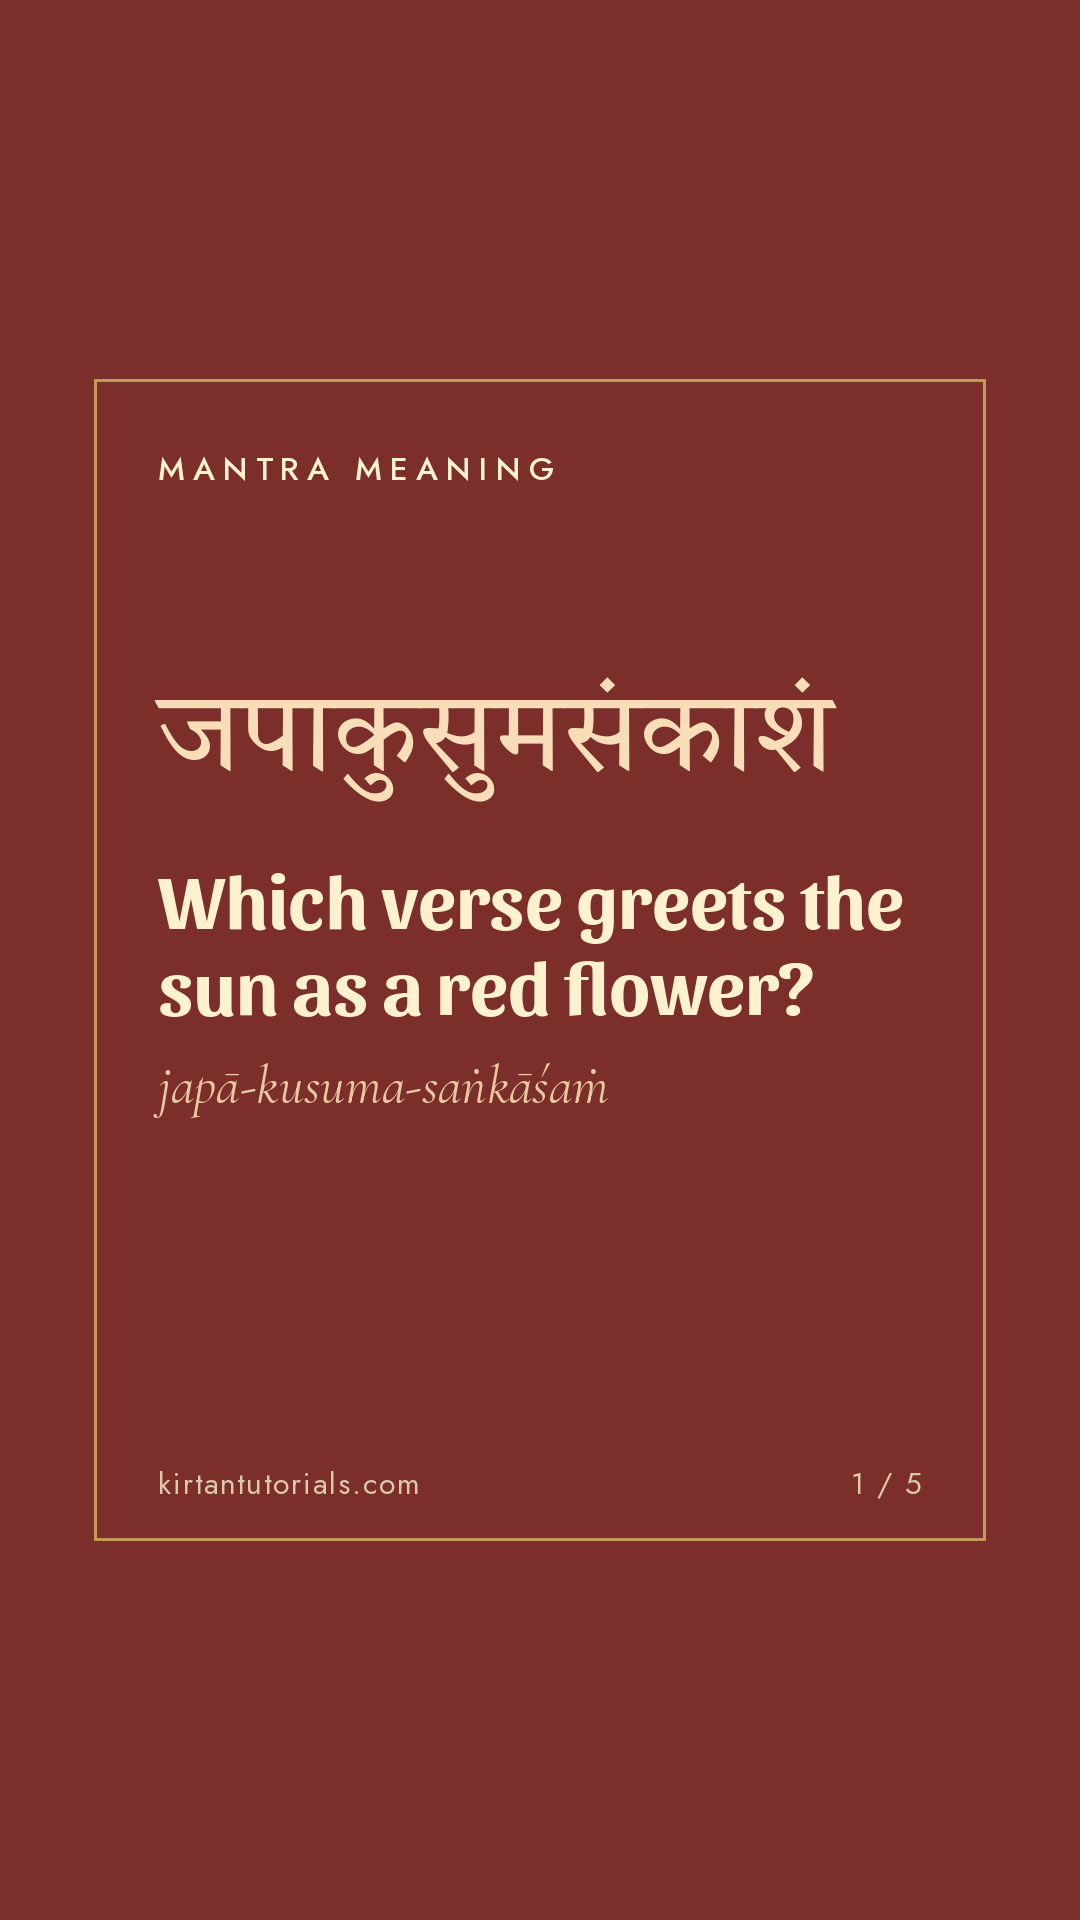 MANTRA MEANING
जपाकुसुमसंकाशं
Which verse greets the
sun as a red flower?
japā-kusuma-saṅkāśaṁ
kirtantutorials.com
1 / 5